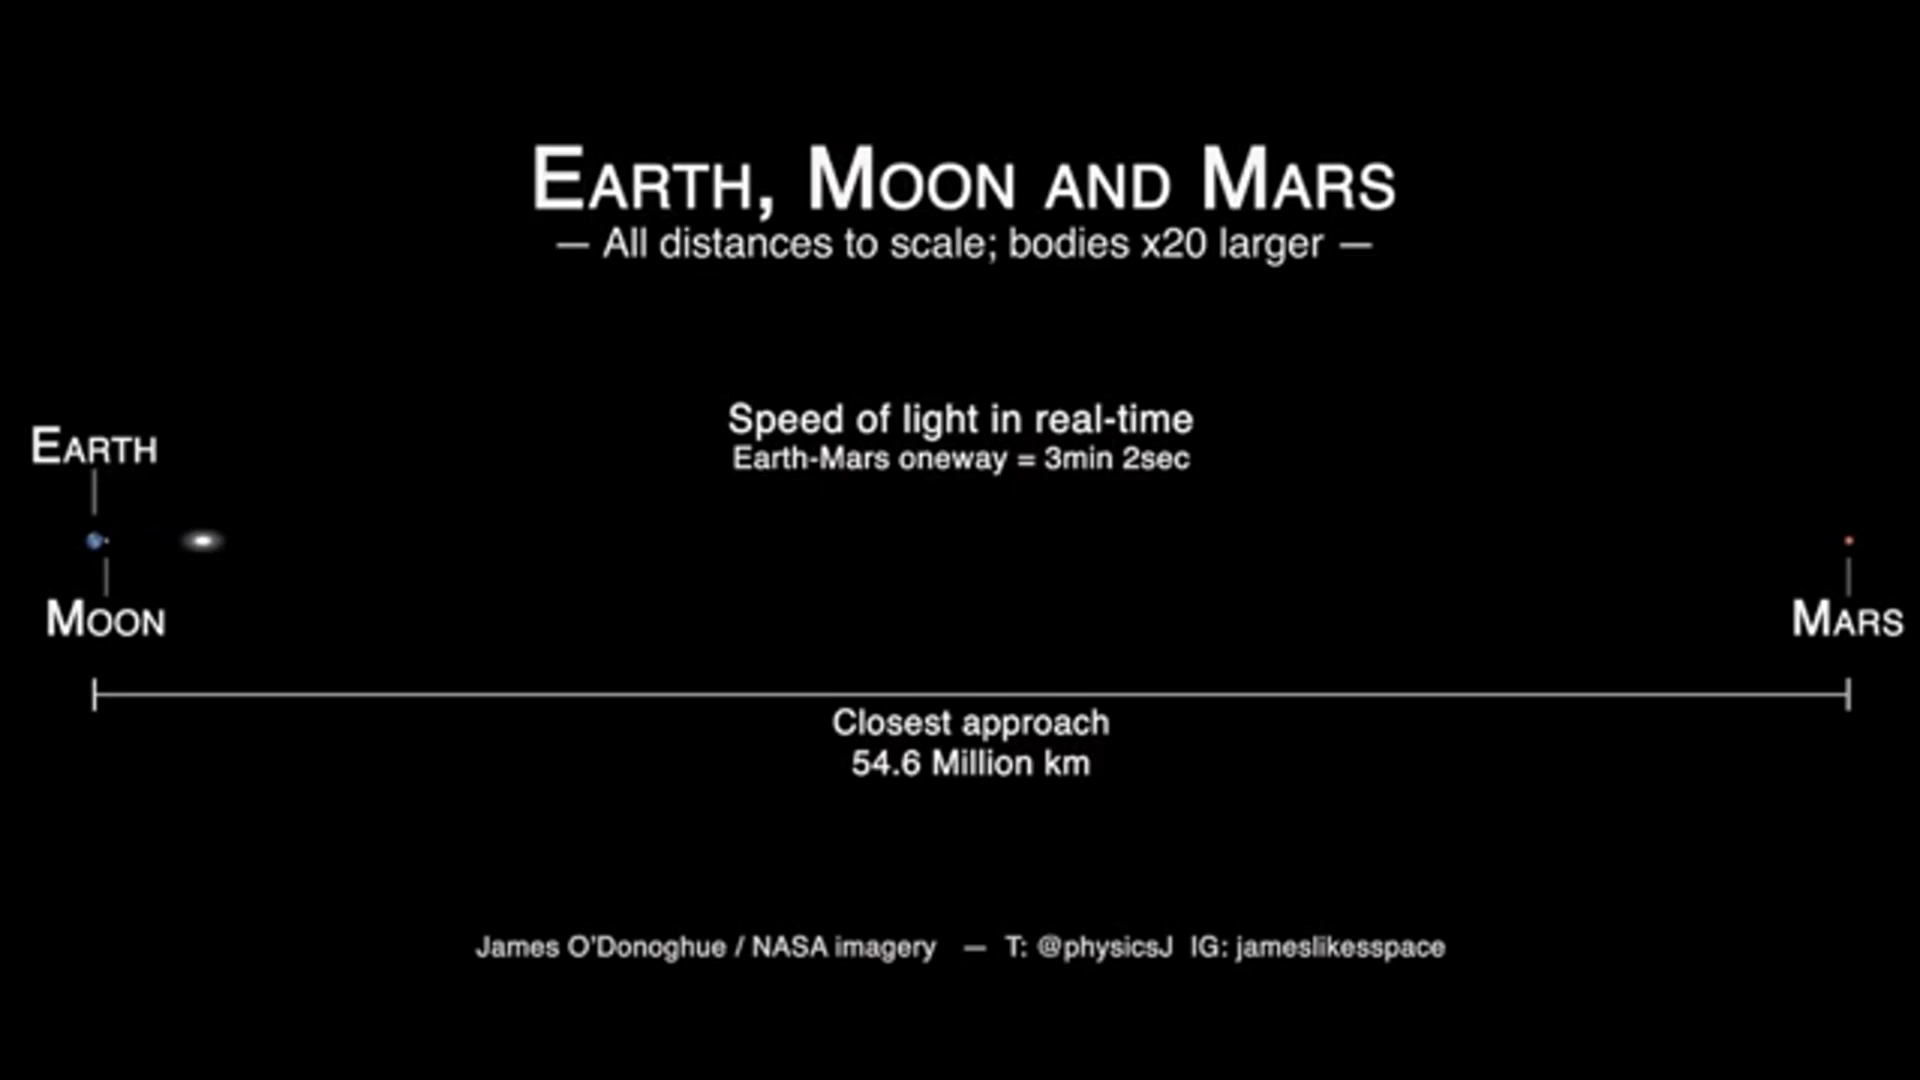 EARTH, MOON AND MARS
— All distances to scale; bodies x20 larger —
Speed of light in real-time
Earth-Mars oneway = 3min 2sec
EARTH
MOON
MARS
Closest approach
54.6 Million km
James O'Donoghue / NASA imagery — T: @physicsJ IG: jameslikesspace